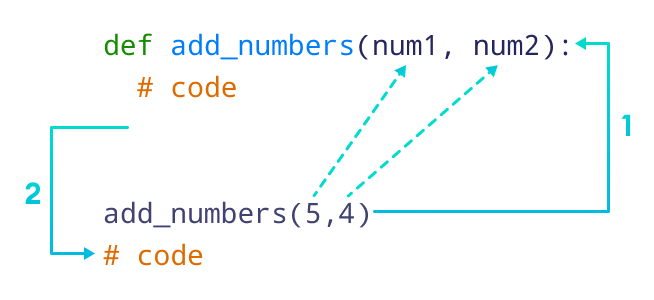 def add_numbers(num1, num2):
# code
1
2
add_numbers(5,4)
# code